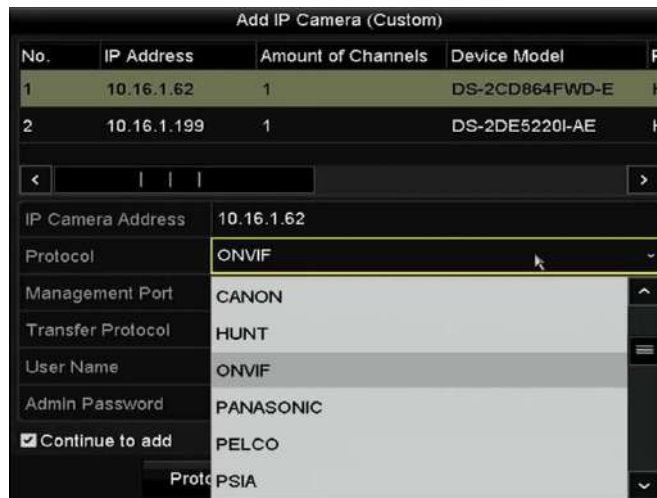 Add IP Camera (Custom)
No. IP Address Amount of Channels Device Model
1 10.16.1.62 1 DS-2CD864FWD-E
2 10.16.1.199 1 DS-2DE5220I-AE
IP Camera Address 10.16.1.62
Protocol ONVIF
Management Port CANON
Transfer Protocol HUNT
User Name ONVIF
Admin Password PANASONIC
Continue to add PELCO
PSIA